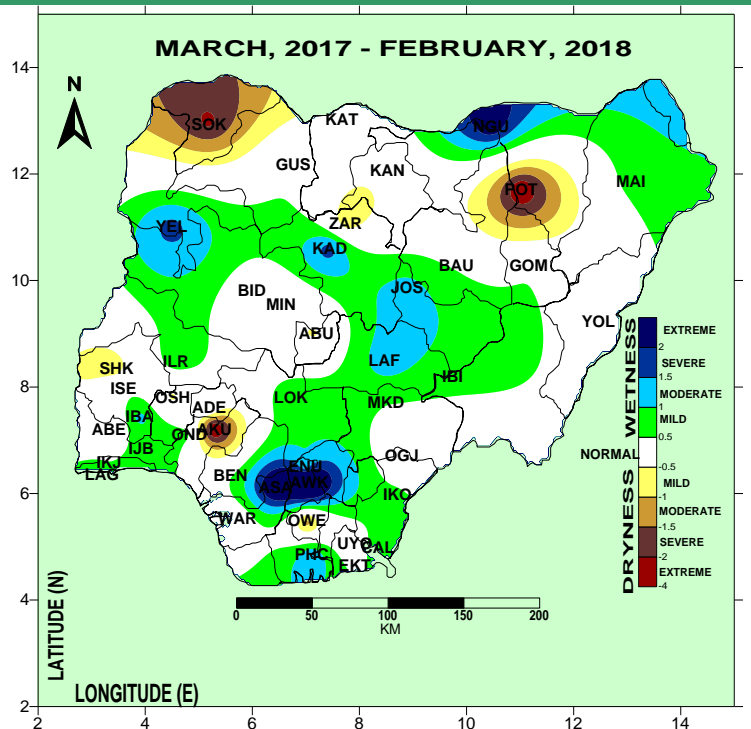 MARCH, 2017 - FEBRUARY, 2018
14
N
SOK
KAT
NGU
12
GUS
KAN
POT
MAI
ZAR
YEL
KAD
BAU
GOM
10
BID
MIN
JOS
ABU
YOL
SHK
ILR
LAF
IBI
8
ISE
OSH
ADE
LOK
MKD
IBA
ABE
OND
AKU
IJB
OGJ
IKJ
LAG
BEN
ENU
ASA
AWK
IKO
6
WAR
OWE
UYO
CAL
PHC
EKT
4
2
WETNESS
EXTREME
2
SEVERE
1.5
MODERATE
1
MILD
0.5
NORMAL
-0.5
MILD
-1
MODERATE
-1.5
SEVERE
-2
EXTREME
-4
DRYNESS
0 50 100 150 200
KM
LATITUDE (N)
LONGITUDE (E)
2 4 6 8 10 12 14